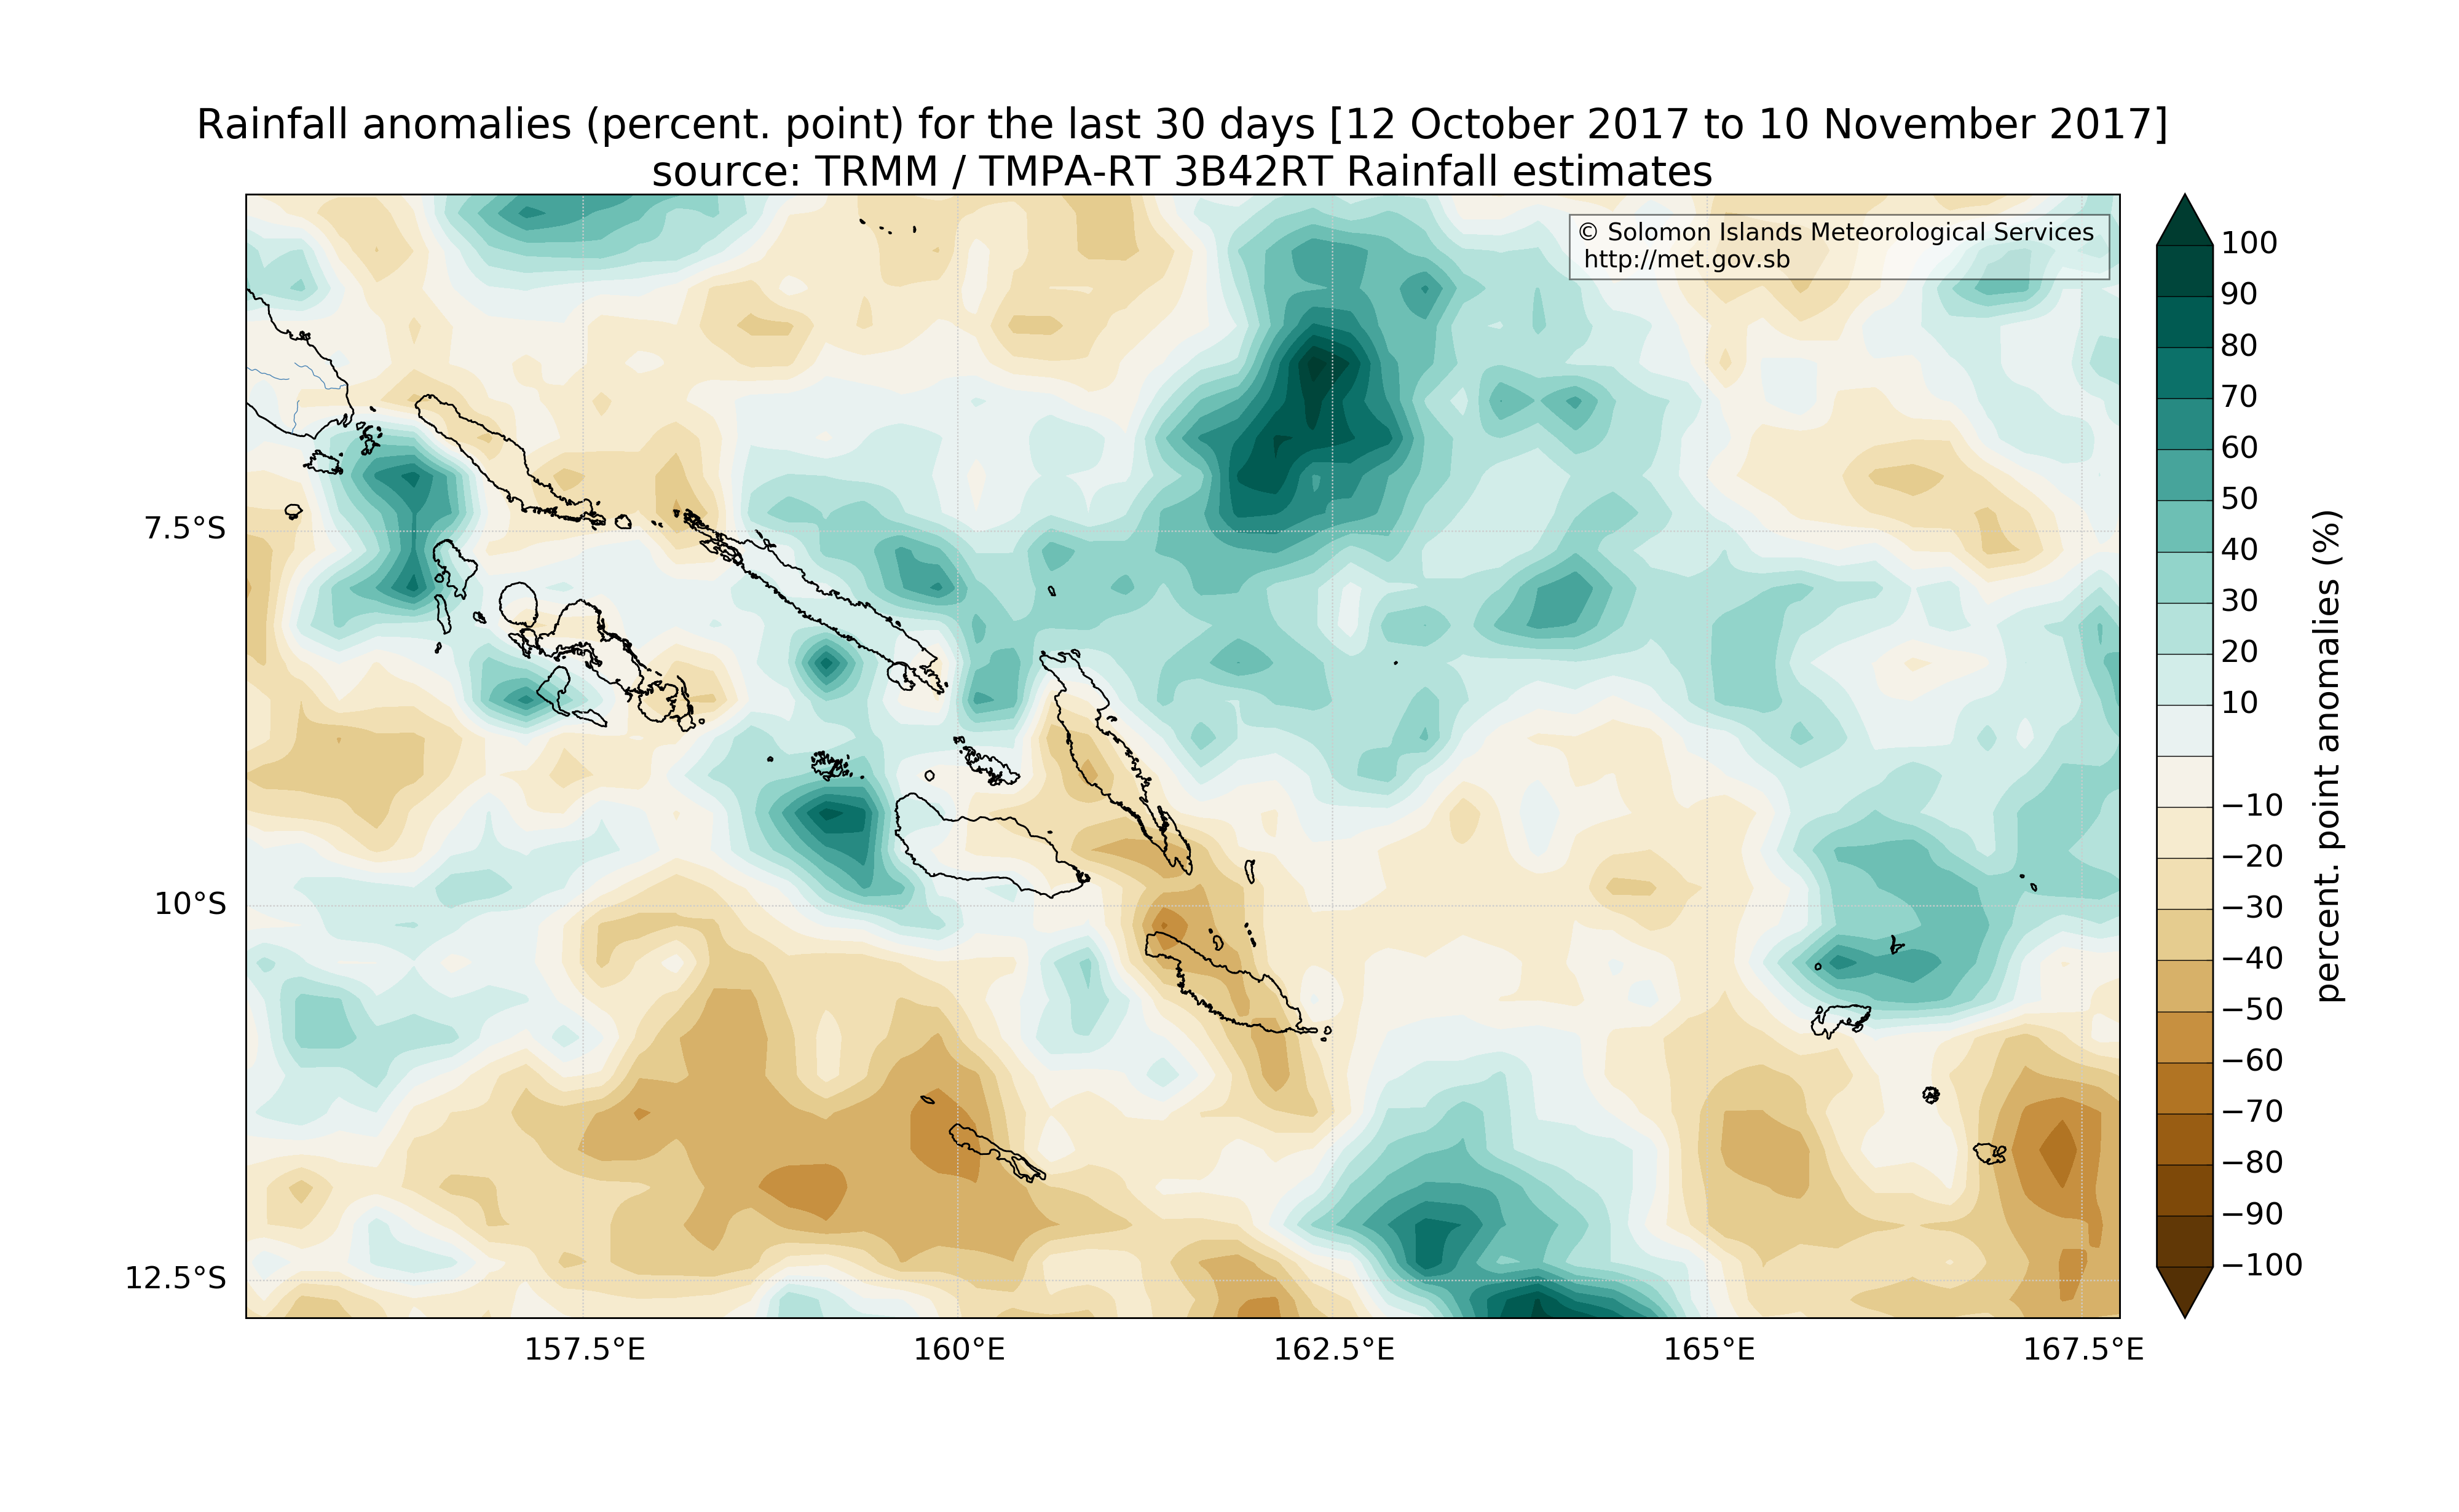 Rainfall anomalies (percent. point) for the last 30 days [12 October 2017 to 10 November 2017]
source: TRMM / TMPA-RT 3B42RT Rainfall estimates
© Solomon Islands Meteorological Services
http://met.gov.sb
7.5°S
10°S
12.5°S
157.5°E
160°E
162.5°E
165°E
167.5°E
100
90
80
70
60
50
40
30
20
10
−10
−20
−30
−40
−50
−60
−70
−80
−90
−100
percent. point anomalies (%)